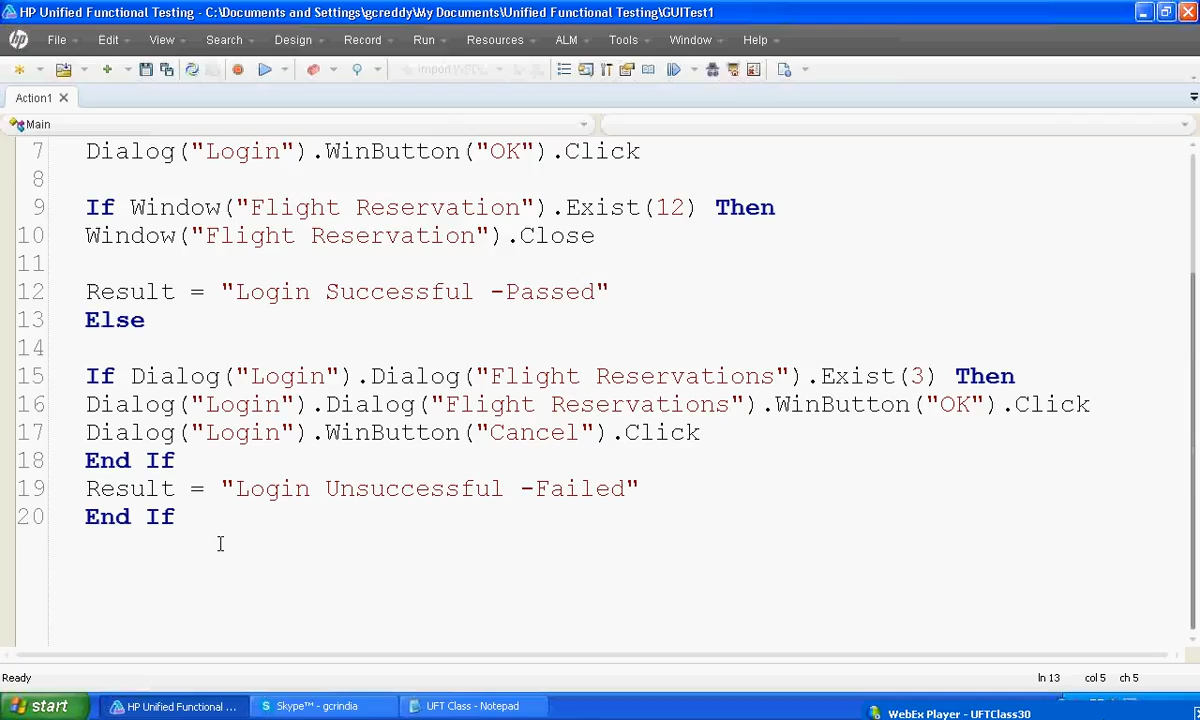 HP Unified Functional Testing - C:\Documents and Settings\gcreddy\My Documents\Unified Functional Testing\GUITest1
hp File Edit View Search Design Record Run Resources ALM Tools Window Help
Import WSDL
Action1
Main
7 Dialog("Login").WinButton("OK").Click
8
9 If Window("Flight Reservation").Exist(12) Then
10 Window("Flight Reservation").Close
11
12 Result = "Login Successful -Passed"
13 Else
14
15 If Dialog("Login").Dialog("Flight Reservations").Exist(3) Then
16 Dialog("Login").Dialog("Flight Reservations").WinButton("OK").Click
17 Dialog("Login").WinButton("Cancel").Click
18 End If
19 Result = "Login Unsuccessful -Failed"
20 End If
Ready ln 13 col 5 ch 5
start HP Unified Functional ... Skype™ - gcrindia UFT Class - Notepad WebEx Player - UFTClass30